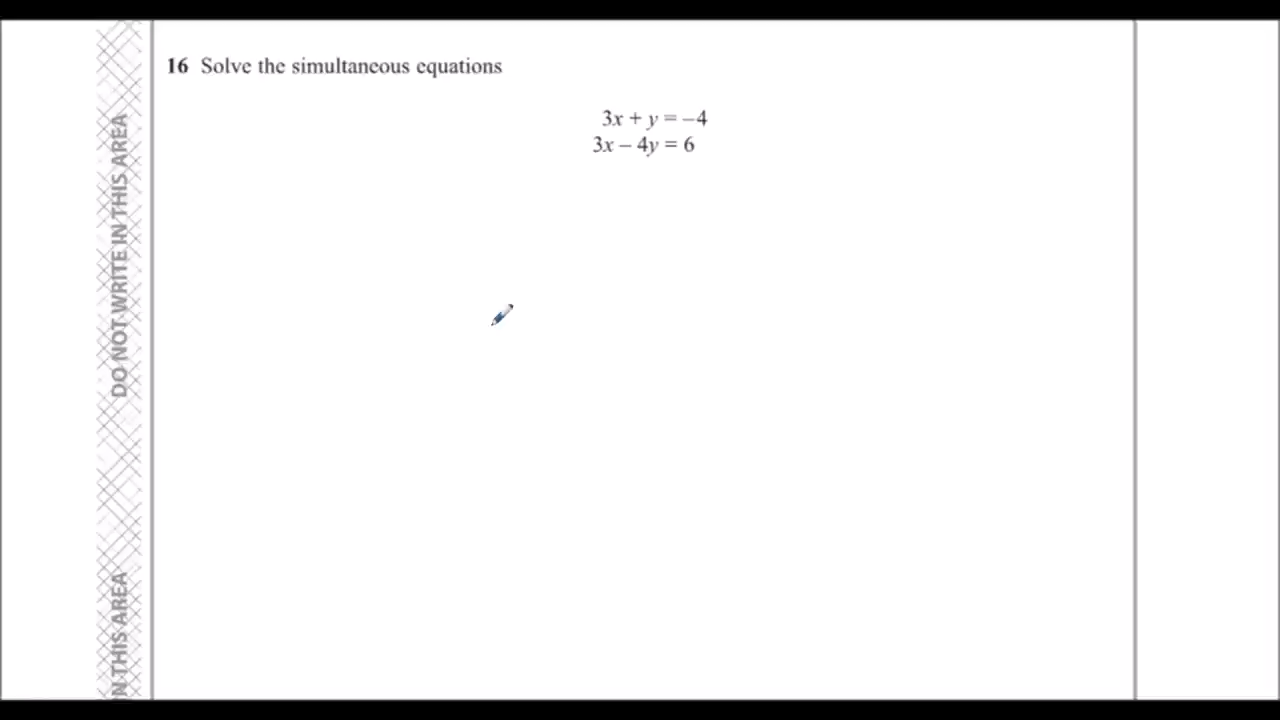 16 Solve the simultaneous equations
3x + y = −4
3x − 4y = 6
DO NOT WRITE IN THIS AREA
N THIS AREA